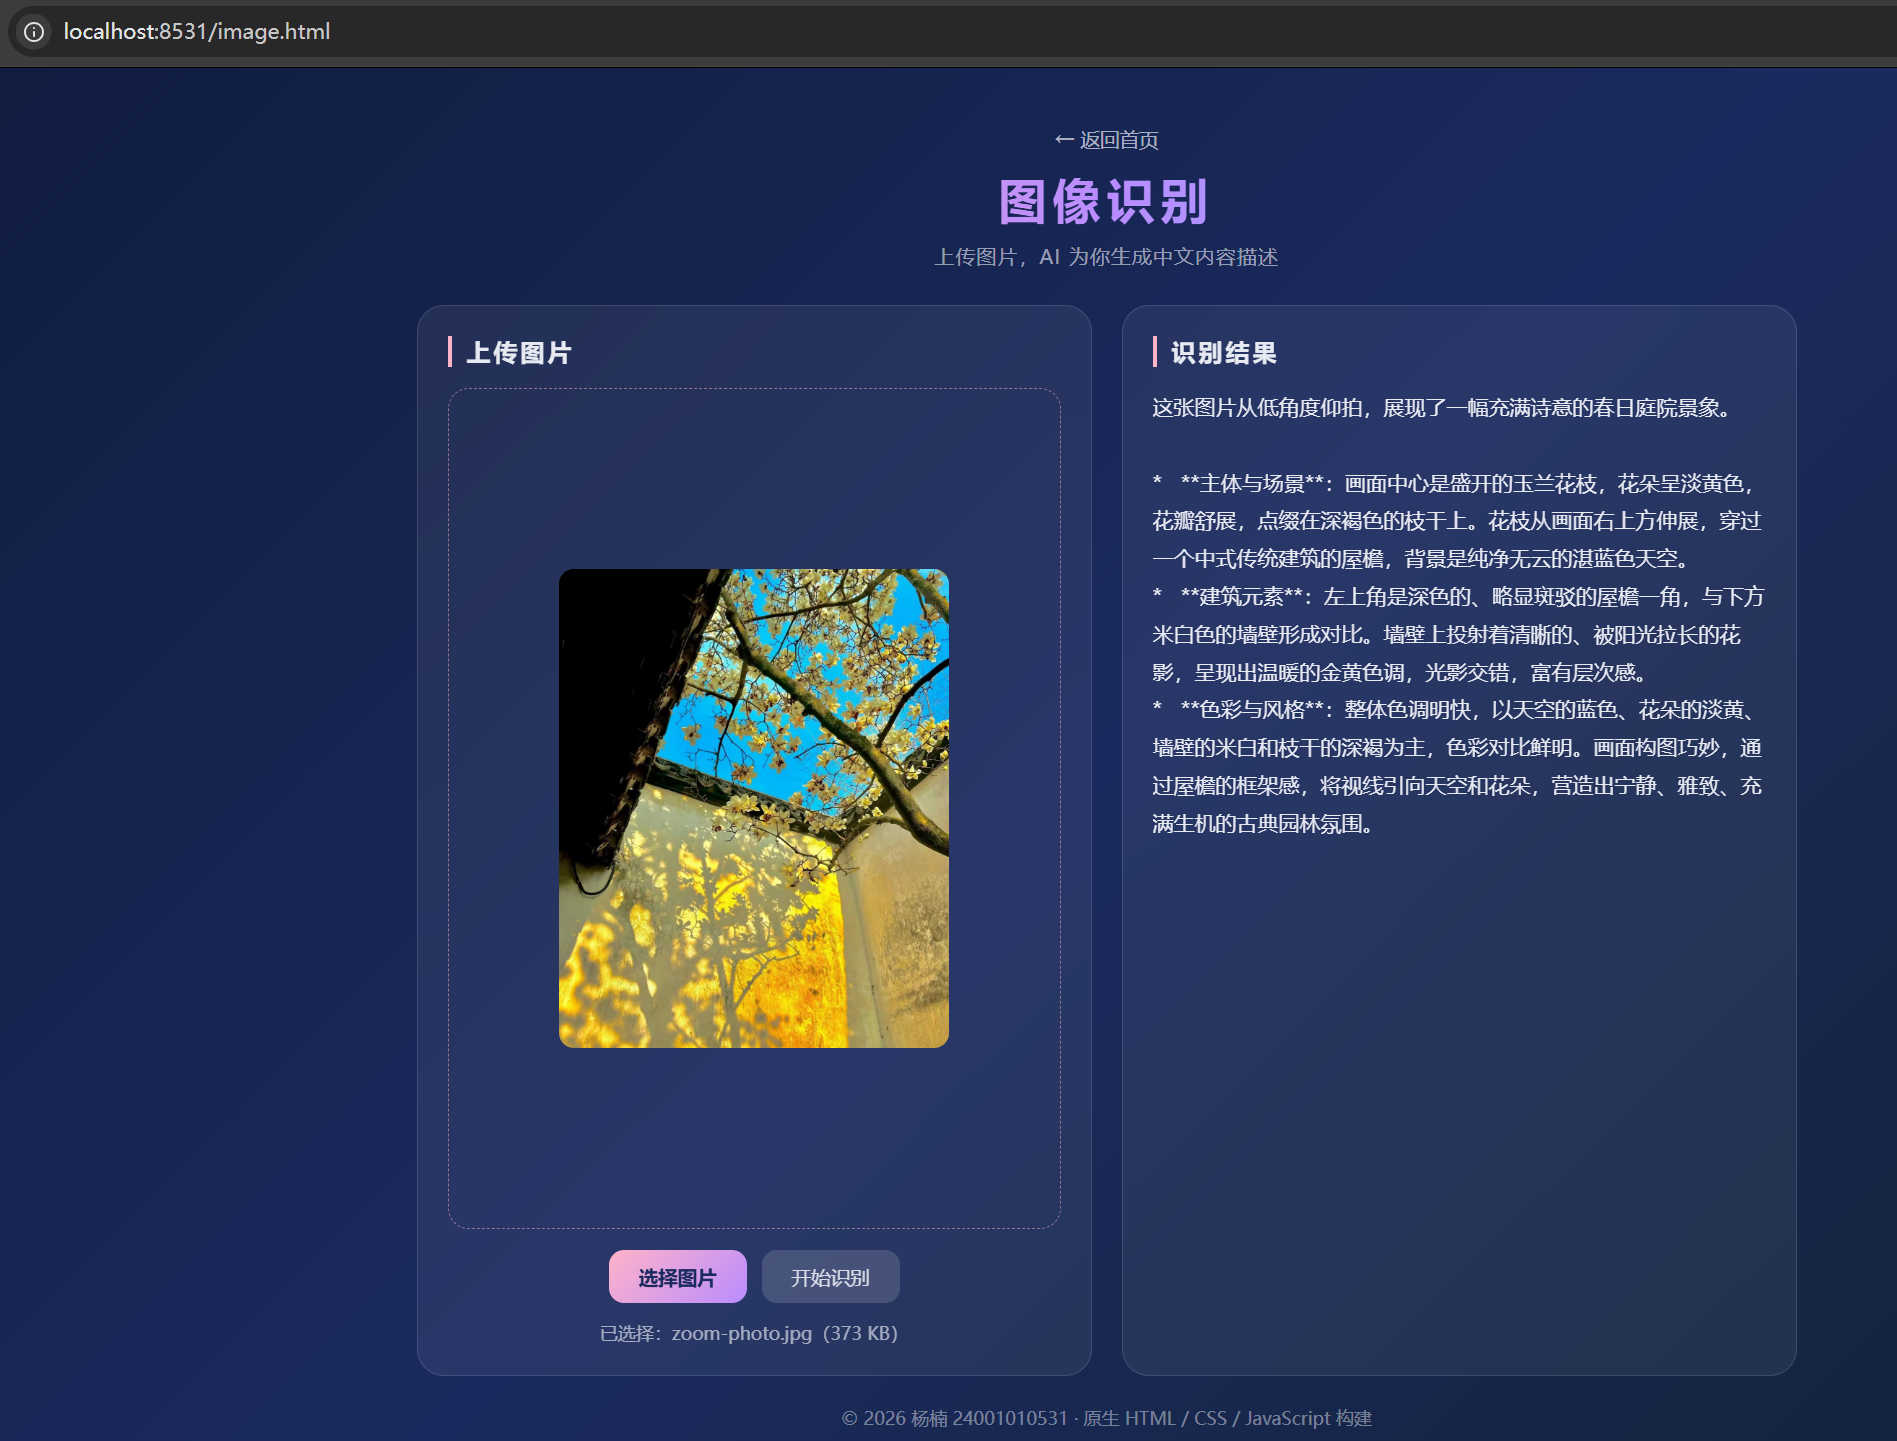 localhost:8531/image.html
← 返回首页
图像识别
上传图片，AI 为你生成中文内容描述
上传图片
选择图片
开始识别
已选择：zoom-photo.jpg（373 KB）
识别结果
这张图片从低角度仰拍，展现了一幅充满诗意的春日庭院景象。
* **主体与场景**：画面中心是盛开的玉兰花枝，花朵呈淡黄色，
花瓣舒展，点缀在深褐色的枝干上。花枝从画面右上方伸展，穿过
一个中式传统建筑的屋檐，背景是纯净无云的湛蓝色天空。
* **建筑元素**：左上角是深色的、略显斑驳的屋檐一角，与下方
米白色的墙壁形成对比。墙壁上投射着清晰的、被阳光拉长的花
影，呈现出温暖的金黄色调，光影交错，富有层次感。
* **色彩与风格**：整体色调明快，以天空的蓝色、花朵的淡黄、
墙壁的米白和枝干的深褐为主，色彩对比鲜明。画面构图巧妙，通
过屋檐的框架感，将视线引向天空和花朵，营造出宁静、雅致、充
满生机的古典园林氛围。
© 2026 杨楠 24001010531 · 原生 HTML / CSS / JavaScript 构建